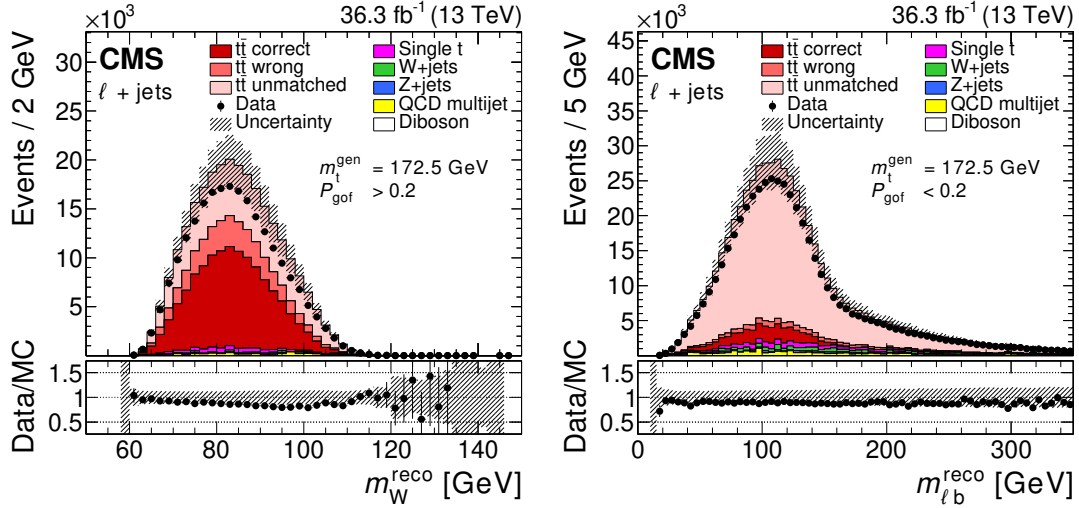 ×10³ 36.3 fb⁻¹ (13 TeV)
Events / 2 GeV
30
25
20
15
10
5
CMS
ℓ + jets
tt̄ correct
tt̄ wrong
tt̄ unmatched
Data
Uncertainty
Single t
W+jets
Z+jets
QCD multijet
Diboson
m_t^gen = 172.5 GeV
P_gof > 0.2
Data/MC
1.5
1
0.5
60 80 100 120 140
m_W^reco [GeV]
×10³ 36.3 fb⁻¹ (13 TeV)
Events / 5 GeV
45
40
35
30
25
20
15
10
5
0
CMS
ℓ + jets
tt̄ correct
tt̄ wrong
tt̄ unmatched
Data
Uncertainty
Single t
W+jets
Z+jets
QCD multijet
Diboson
m_t^gen = 172.5 GeV
P_gof < 0.2
Data/MC
1.5
1
0.5
0 100 200 300
m_ℓb^reco [GeV]